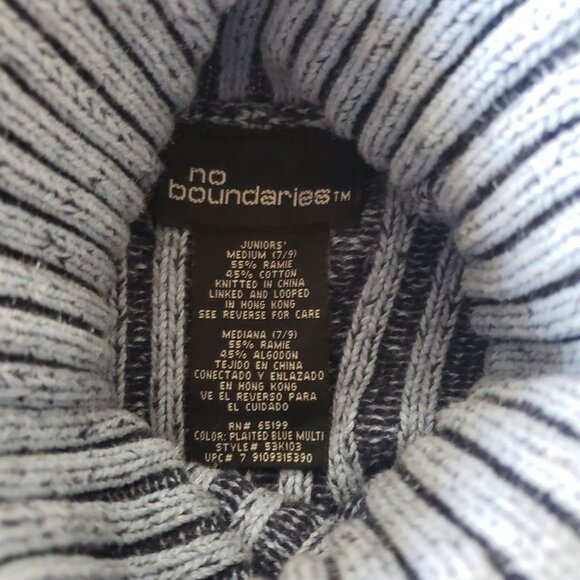 no
boundaries™
JUNIORS'
MEDIUM (7/9)
55% RAMIE
45% COTTON
KNITTED IN CHINA
LINKED AND LOOPED
IN HONG KONG
SEE REVERSE FOR CARE
MEDIANA (7/9)
55% RAMIE
45% ALGODON
TEJIDO EN CHINA
CONECTADO Y ENLAZADO
EN HONG KONG
VE EL REVERSO PARA
EL CUIDADO
RN# 65199
COLOR: PLAITED BLUE MULTI
STYLE# 53K103
UPC# 7 9109315390